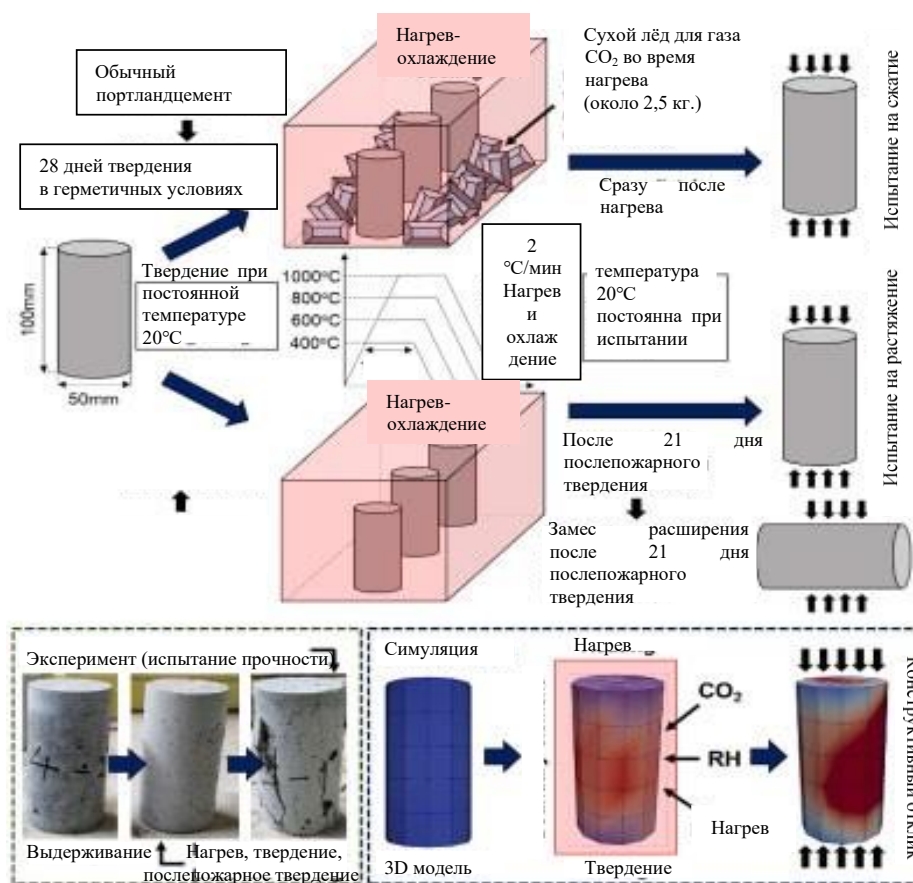 Обычный
портландцемент
28 дней твердения
в герметичных условиях
Нагрев-
охлаждение
Сухой лёд для газа
CO₂ во время
нагрева
(около 2,5 кг.)
Сразу после
нагрева
Испытание на сжатие
100mm
50mm
Твердение при
постоянной
температуре
20°C
1000°C
800°C
600°C
400°C
2
°C/мин
Нагрев
и
охлаж
дение
температура
20°C
постоянна при
испытании
Нагрев-
охлаждение
После 21 дня
послепожарного
твердения
Испытание на растяжение
Замес расширения
после 21 дня
послепожарного
твердения
Эксперимент (испытание прочности)
Выдерживание
Нагрев, твердение,
послепожарное твердение
Симуляция
3D модель
Нагрев
CO₂
RH
Нагрев
Твердение